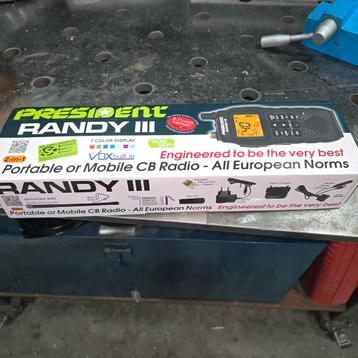 PRESIDENT
RANDY III
2-in-1
7 COLOR DISPLAY
vox built in
Engineered to be the very best
Portable or Mobile CB Radio - All European Norms
RANDY III
delivered with
Portable or Mobile CB Radio - All European Norms
Engineered to be the very best